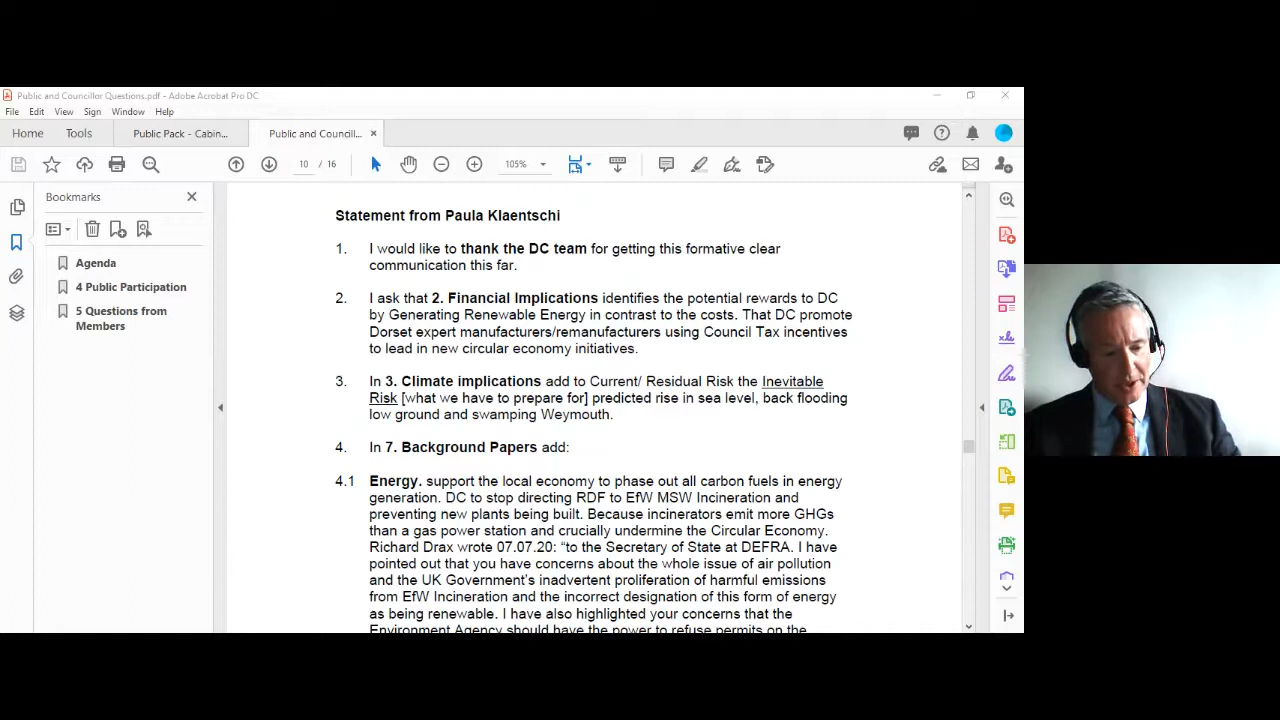 Public and Councillor Questions.pdf - Adobe Acrobat Pro DC
File Edit View Sign Window Help
Home Tools Public Pack - Cabin... Public and Councill... ×
10 / 16 105%
Bookmarks
Agenda
4 Public Participation
5 Questions from
Members
Statement from Paula Klaentschi
1. I would like to thank the DC team for getting this formative clear
communication this far.
2. I ask that 2. Financial Implications identifies the potential rewards to DC
by Generating Renewable Energy in contrast to the costs. That DC promote
Dorset expert manufacturers/remanufacturers using Council Tax incentives
to lead in new circular economy initiatives.
3. In 3. Climate implications add to Current/ Residual Risk the Inevitable
Risk [what we have to prepare for] predicted rise in sea level, back flooding
low ground and swamping Weymouth.
4. In 7. Background Papers add:
4.1 Energy. support the local economy to phase out all carbon fuels in energy
generation. DC to stop directing RDF to EfW MSW Incineration and
preventing new plants being built. Because incinerators emit more GHGs
than a gas power station and crucially undermine the Circular Economy.
Richard Drax wrote 07.07.20: “to the Secretary of State at DEFRA. I have
pointed out that you have concerns about the whole issue of air pollution
and the UK Government’s inadvertent proliferation of harmful emissions
from EfW Incineration and the incorrect designation of this form of energy
as being renewable. I have also highlighted your concerns that the
Environment Agency should have the power to refuse permits on the